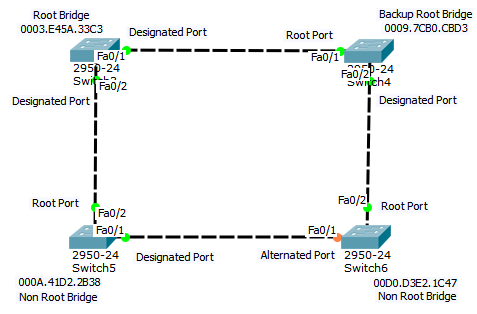 Root Bridge
0003.E45A.33C3
Designated Port
Root Port
Backup Root Bridge
0009.7CB0.CBD3
Fa0/1
Fa0/1
2950-24
Fa0/2
2950-24
Switch4
Fa0/2
Designated Port
Designated Port
Root Port
Fa0/2
Fa0/2
Root Port
Fa0/1
Fa0/1
2950-24
Switch5
Designated Port
Alternated Port
2950-24
Switch6
000A.41D2.2B38
Non Root Bridge
00D0.D3E2.1C47
Non Root Bridge